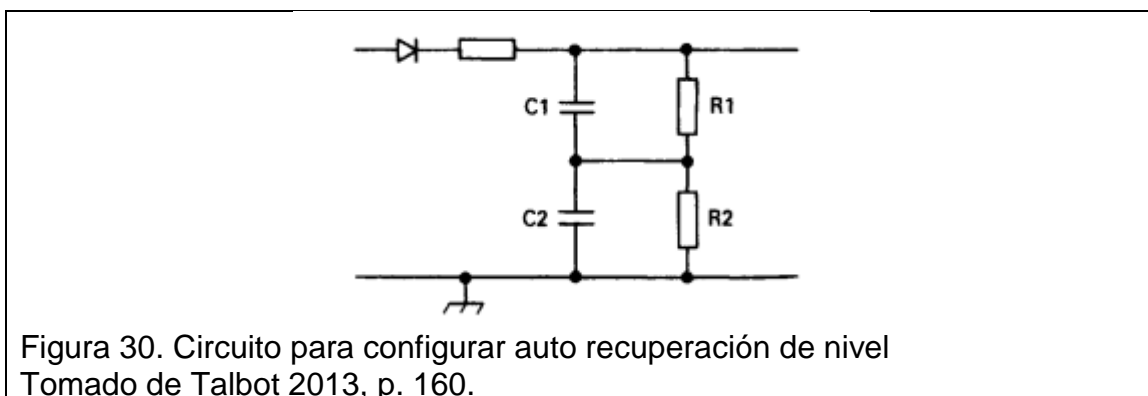 C1
R1
C2
R2
Figura 30. Circuito para configurar auto recuperación de nivel
Tomado de Talbot 2013, p. 160.